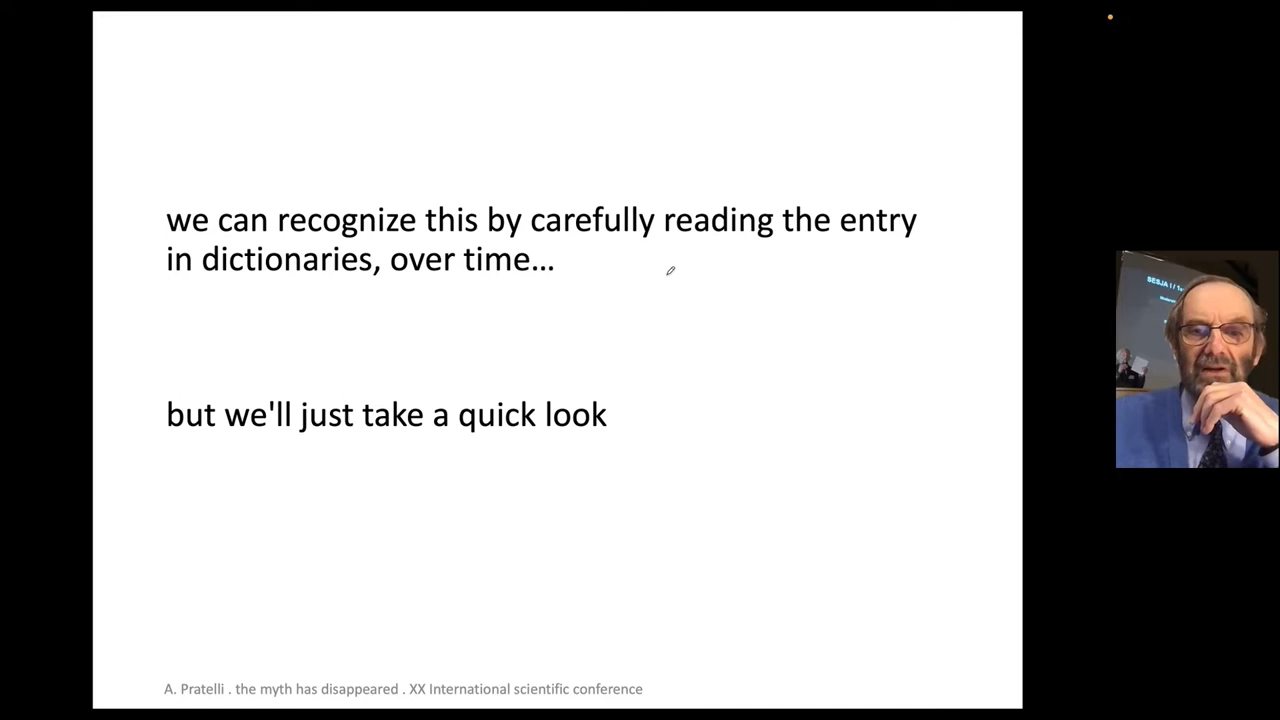 we can recognize this by carefully reading the entry
in dictionaries, over time...
but we'll just take a quick look
A. Pratelli . the myth has disappeared . XX International scientific conference
SESJA I /